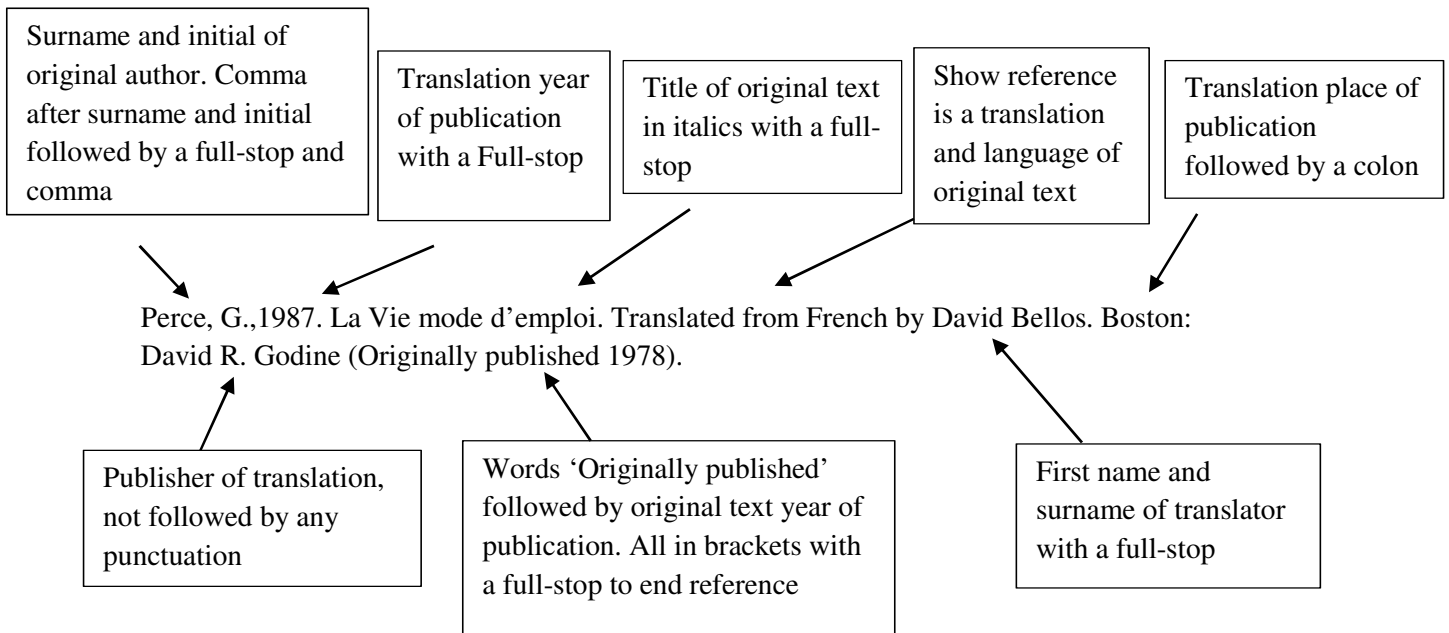 Surname and initial of
original author. Comma
after surname and initial
followed by a full-stop and
comma
Translation year
of publication
with a Full-stop
Title of original text
in italics with a full-
stop
Show reference
is a translation
and language of
original text
Translation place of
publication
followed by a colon
Perce, G.,1987. La Vie mode d’emploi. Translated from French by David Bellos. Boston:
David R. Godine (Originally published 1978).
Publisher of translation,
not followed by any
punctuation
Words ‘Originally published’
followed by original text year of
publication. All in brackets with
a full-stop to end reference
First name and
surname of translator
with a full-stop